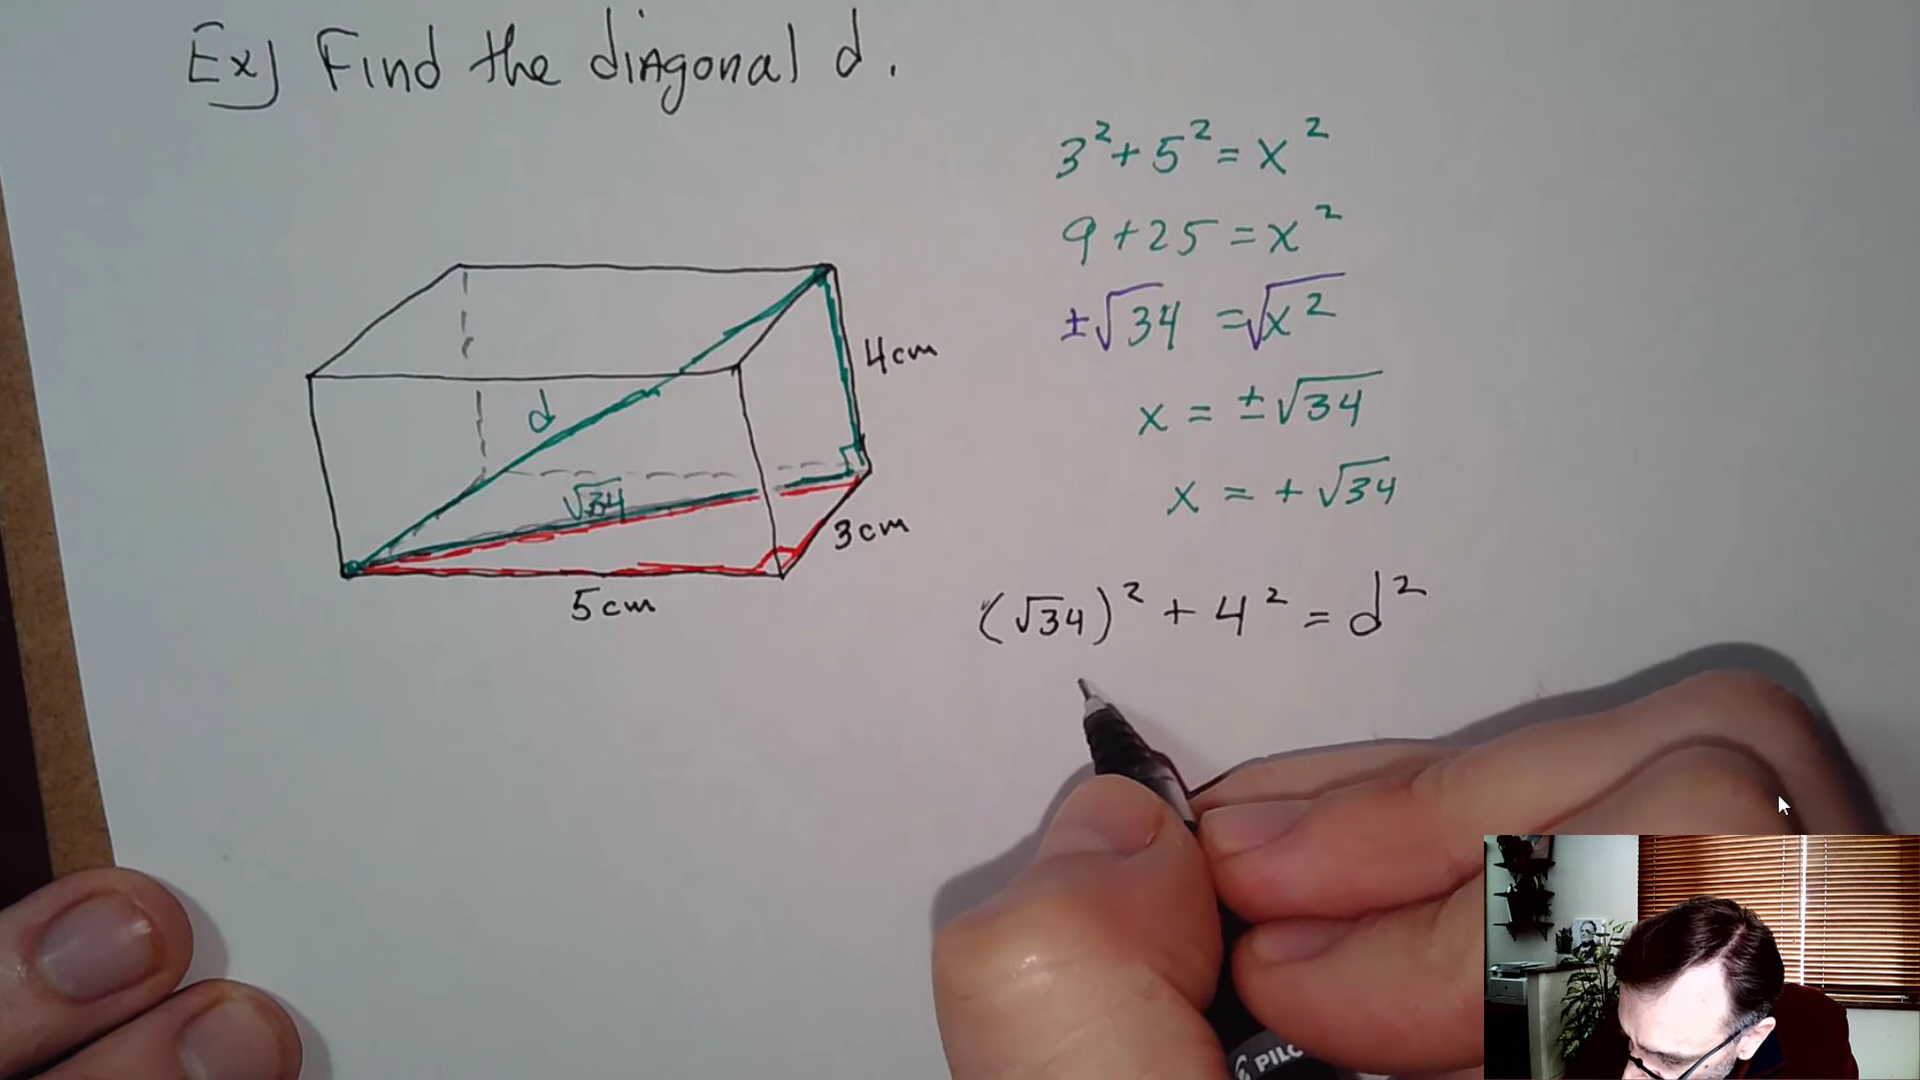 Ex) Find the diagonal d.
3² + 5² = x²
9 + 25 = x²
±√34 = √x²
x = ±√34
x = +√34
4cm
d
√34
3cm
5cm
(√34)² + 4² = d²
PILO